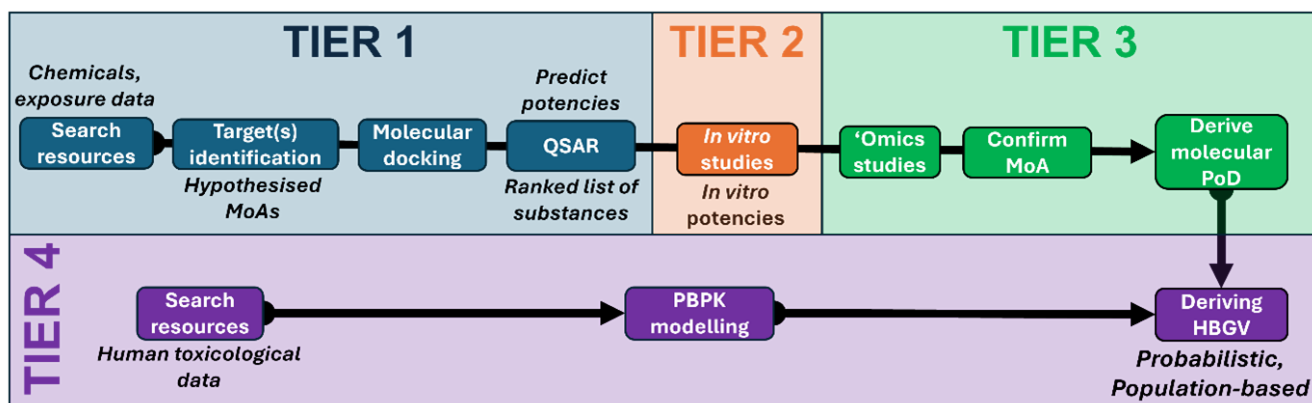 TIER 1
TIER 2
TIER 3
Chemicals,
exposure data
Search
resources
Target(s)
identification
Hypothesised
MoAs
Molecular
docking
Predict
potencies
QSAR
Ranked list of
substances
In vitro
studies
In vitro
potencies
‘Omics
studies
Confirm
MoA
Derive
molecular
PoD
TIER 4
Search
resources
Human toxicological
data
PBPK
modelling
Deriving
HBGV
Probabilistic,
Population-based